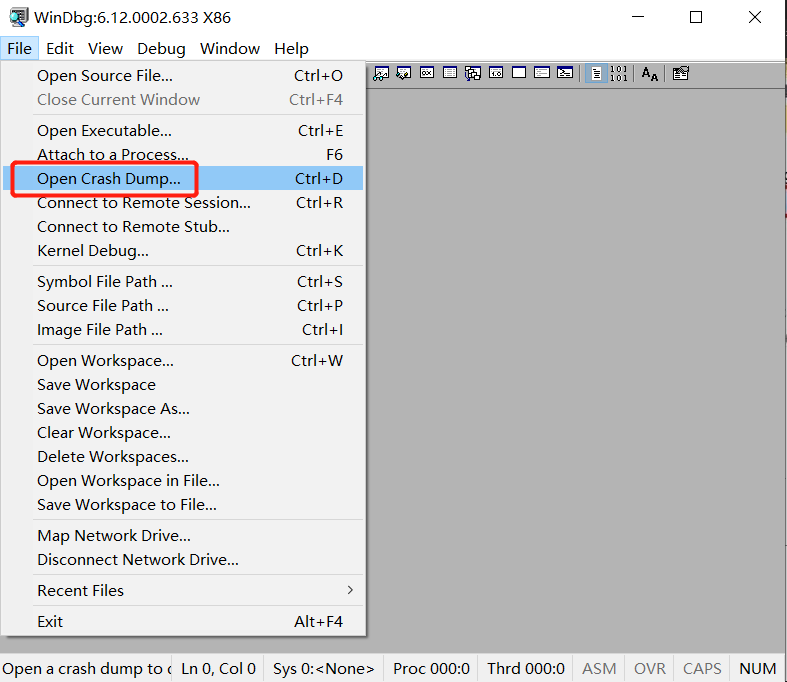 WinDbg:6.12.0002.633 X86
File Edit View Debug Window Help
Open Source File... Ctrl+O
Close Current Window Ctrl+F4
Open Executable... Ctrl+E
Attach to a Process... F6
Open Crash Dump... Ctrl+D
Connect to Remote Session... Ctrl+R
Connect to Remote Stub...
Kernel Debug... Ctrl+K
Symbol File Path ... Ctrl+S
Source File Path ... Ctrl+P
Image File Path ... Ctrl+I
Open Workspace... Ctrl+W
Save Workspace
Save Workspace As...
Clear Workspace...
Delete Workspaces...
Open Workspace in File...
Save Workspace to File...
Map Network Drive...
Disconnect Network Drive...
Recent Files
Exit Alt+F4
Open a crash dump to Ln 0, Col 0 Sys 0:<None> Proc 000:0 Thrd 000:0 ASM OVR CAPS NUM